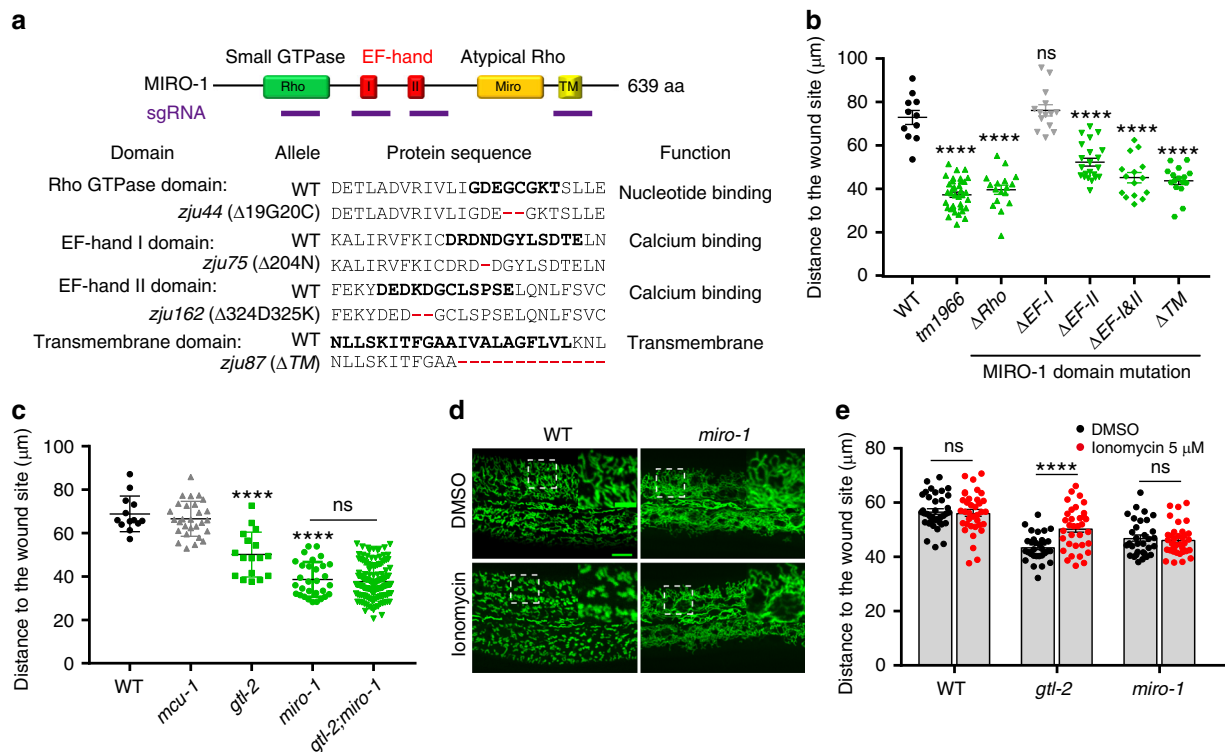 a
Small GTPase EF-hand Atypical Rho
MIRO-1 Rho I II Miro TM 639 aa
sgRNA
Domain Allele Protein sequence Function
Rho GTPase domain: WT DETLADVRIVLIGDEGCGKTSLLE Nucleotide binding
zju44 (Δ19G20C) DETLADVRIVLIGDE--GKTSLLE
EF-hand I domain: WT KALIRVFKICDRDNDGYLSDTELN Calcium binding
zju75 (Δ204N) KALIRVFKICDRD-DGYLSDTELN
EF-hand II domain: WT FEKYDEDKDGCLSPSELQNLFSVC Calcium binding
zju162 (Δ324D325K) FEKYDED--GCLSPSELQNLFSVC
Transmembrane domain: WT NLLSKITFGAAIVALAGFLVLKNL Transmembrane
zju87 (ΔTM) NLLSKITFGAA-------------
b
Distance to the wound site (μm)
100
80
60
40
20
0
**** **** ns **** **** ****
WT tm1966 ΔRho ΔEF-I ΔEF-II ΔEF-I&II ΔTM
MIRO-1 domain mutation
c
Distance to the wound site (μm)
100
80
60
40
20
0
**** **** ns
WT mcu-1 gtl-2 miro-1 gtl-2;miro-1
d
WT miro-1
DMSO
Ionomycin
e
Distance to the wound site (μm)
80
60
40
20
0
DMSO
Ionomycin 5 μM
ns **** ns
WT gtl-2 miro-1